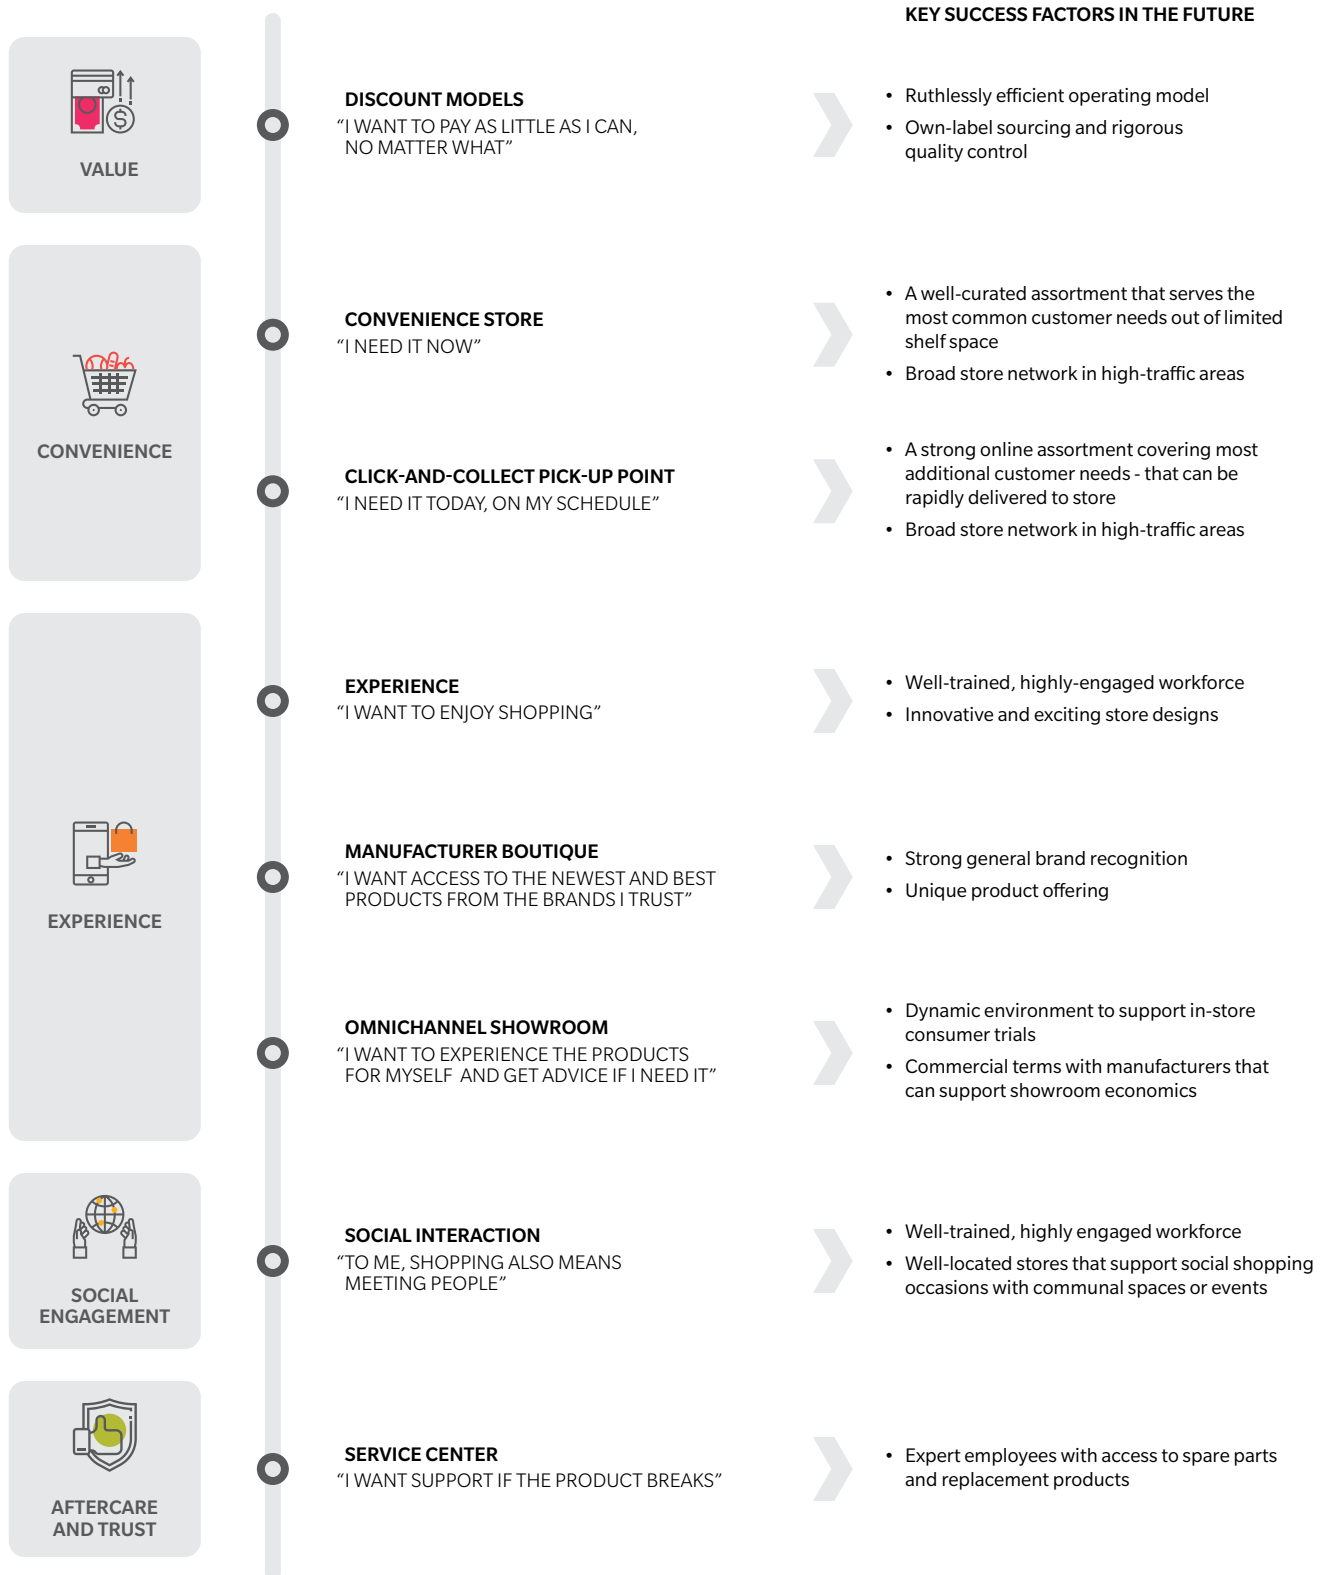 KEY SUCCESS FACTORS IN THE FUTURE
VALUE
DISCOUNT MODELS
“I WANT TO PAY AS LITTLE AS I CAN,
NO MATTER WHAT”
• Ruthlessly efficient operating model
• Own-label sourcing and rigorous
quality control
CONVENIENCE
CONVENIENCE STORE
“I NEED IT NOW”
• A well-curated assortment that serves the
most common customer needs out of limited
shelf space
• Broad store network in high-traffic areas
CLICK-AND-COLLECT PICK-UP POINT
“I NEED IT TODAY, ON MY SCHEDULE”
• A strong online assortment covering most
additional customer needs - that can be
rapidly delivered to store
• Broad store network in high-traffic areas
EXPERIENCE
EXPERIENCE
“I WANT TO ENJOY SHOPPING”
• Well-trained, highly-engaged workforce
• Innovative and exciting store designs
MANUFACTURER BOUTIQUE
“I WANT ACCESS TO THE NEWEST AND BEST
PRODUCTS FROM THE BRANDS I TRUST”
• Strong general brand recognition
• Unique product offering
OMNICHANNEL SHOWROOM
“I WANT TO EXPERIENCE THE PRODUCTS
FOR MYSELF AND GET ADVICE IF I NEED IT”
• Dynamic environment to support in-store
consumer trials
• Commercial terms with manufacturers that
can support showroom economics
SOCIAL
ENGAGEMENT
SOCIAL INTERACTION
“TO ME, SHOPPING ALSO MEANS
MEETING PEOPLE”
• Well-trained, highly engaged workforce
• Well-located stores that support social shopping
occasions with communal spaces or events
AFTERCARE
AND TRUST
SERVICE CENTER
“I WANT SUPPORT IF THE PRODUCT BREAKS”
• Expert employees with access to spare parts
and replacement products